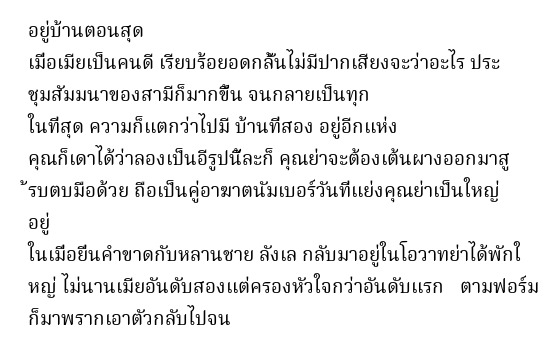 อยู่บ้านตอนสุด
เมื่อเมียเป็นคนดี เรียบร้อยอดกลั้นไม่มีปากเสียงจะว่าอะไร ประ
ชุมสัมมนาของสามีก็มากขึ้น จนกลายเป็นทุก
ในที่สุด ความก็แตกว่าไปมี บ้านที่สอง อยู่อีกแห่ง
คุณก็เดาได้ว่าลองเป็นอีรูปนี้ละก็ คุณย่าจะต้องเต้นผางออกมาสู
้รบตบมือด้วย ถือเป็นคู่อาฆาตนัมเบอร์วันที่แย่งคุณย่าเป็นใหญ่
อยู่
ในเมื่อยืนคำขาดกับหลานชาย ลังเล กลับมาอยู่ในโอวาทย่าได้พักใ
หญ่ ไม่นานเมียอันดับสองแต่ครองหัวใจกว่าอันดับแรก ตามฟอร์ม
ก็มาพรากเอาตัวกลับไปจน